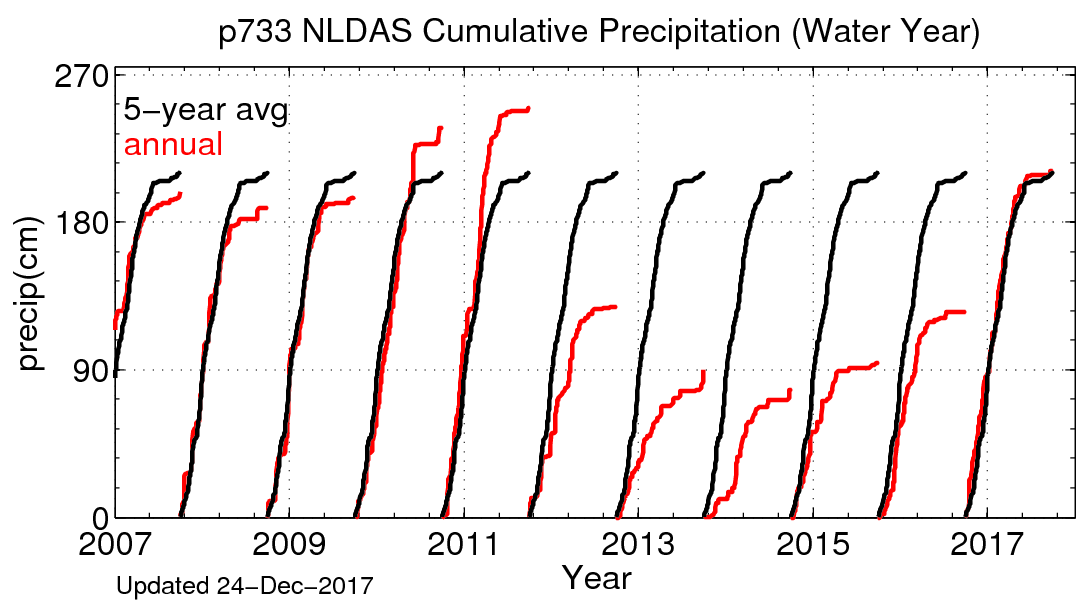 p733 NLDAS Cumulative Precipitation (Water Year)
270
5−year avg
annual
180
precip(cm)
90
0
2007 2009 2011 2013 2015 2017
Year
Updated 24−Dec−2017